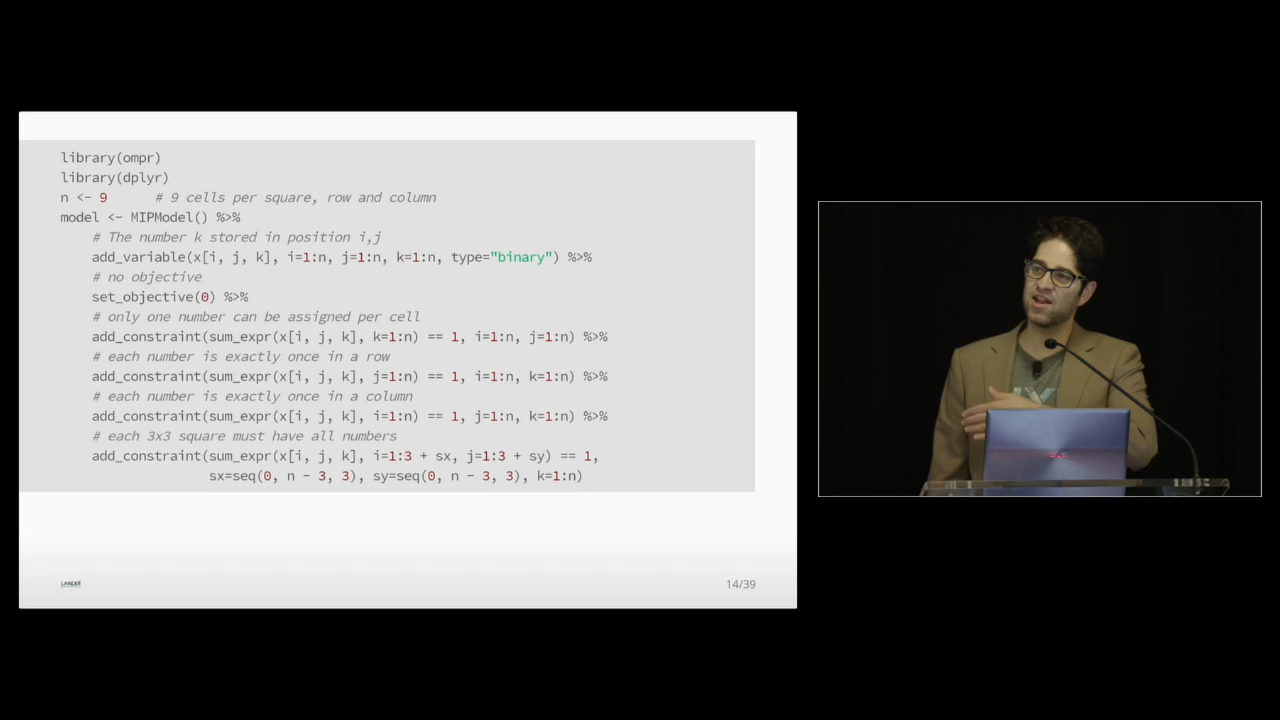 library(ompr)
library(dplyr)
n <- 9      # 9 cells per square, row and column
model <- MIPModel() %>%
    # The number k stored in position i,j
    add_variable(x[i, j, k], i=1:n, j=1:n, k=1:n, type="binary") %>%
    # no objective
    set_objective(0) %>%
    # only one number can be assigned per cell
    add_constraint(sum_expr(x[i, j, k], k=1:n) == 1, i=1:n, j=1:n) %>%
    # each number is exactly once in a row
    add_constraint(sum_expr(x[i, j, k], j=1:n) == 1, i=1:n, k=1:n) %>%
    # each number is exactly once in a column
    add_constraint(sum_expr(x[i, j, k], i=1:n) == 1, j=1:n, k=1:n) %>%
    # each 3x3 square must have all numbers
    add_constraint(sum_expr(x[i, j, k], i=1:3 + sx, j=1:3 + sy) == 1,
                   sx=seq(0, n - 3, 3), sy=seq(0, n - 3, 3), k=1:n)
LANDER
14/39
ASUS